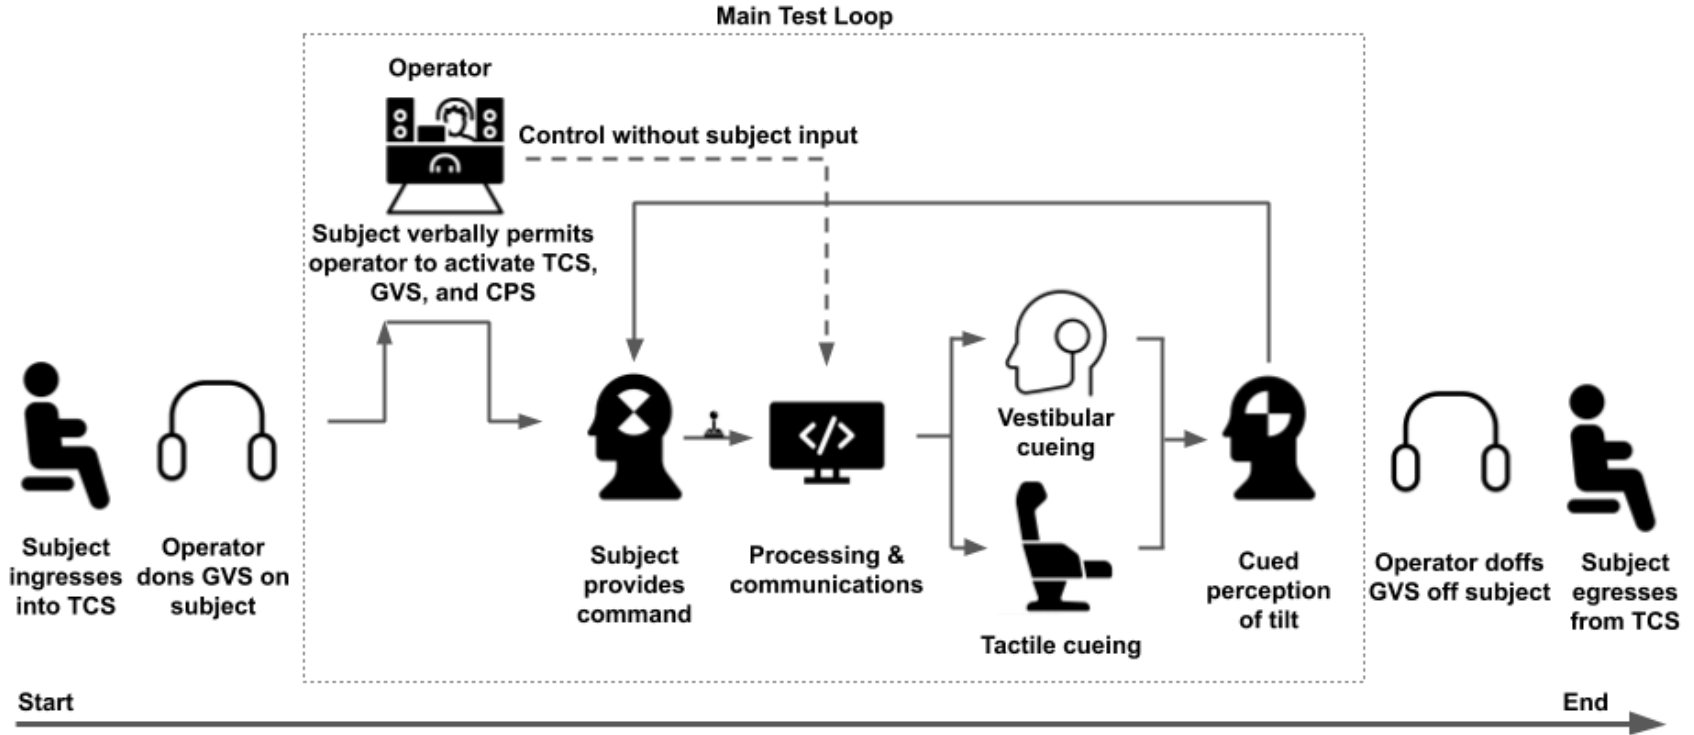 Main Test Loop
Operator
Control without subject input
Subject verbally permits
operator to activate TCS,
GVS, and CPS
Subject
ingresses
into TCS
Operator
dons GVS on
subject
Subject
provides
command
</>
Processing &
communications
Vestibular
cueing
Tactile cueing
Cued
perception
of tilt
Operator doffs
GVS off subject
Subject
egresses
from TCS
Start
End